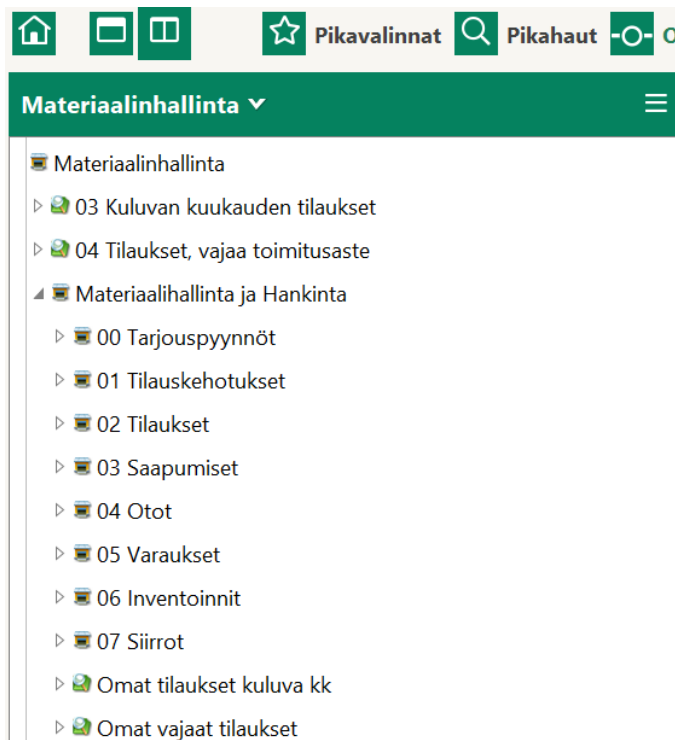 Pikavalinnat Pikahaut
Materiaalinhallinta
Materiaalinhallinta
03 Kuluvan kuukauden tilaukset
04 Tilaukset, vajaa toimitusaste
Materiaalihallinta ja Hankinta
00 Tarjouspyynnöt
01 Tilauskehotukset
02 Tilaukset
03 Saapumiset
04 Otot
05 Varaukset
06 Inventoinnit
07 Siirrot
Omat tilaukset kuluva kk
Omat vajaat tilaukset